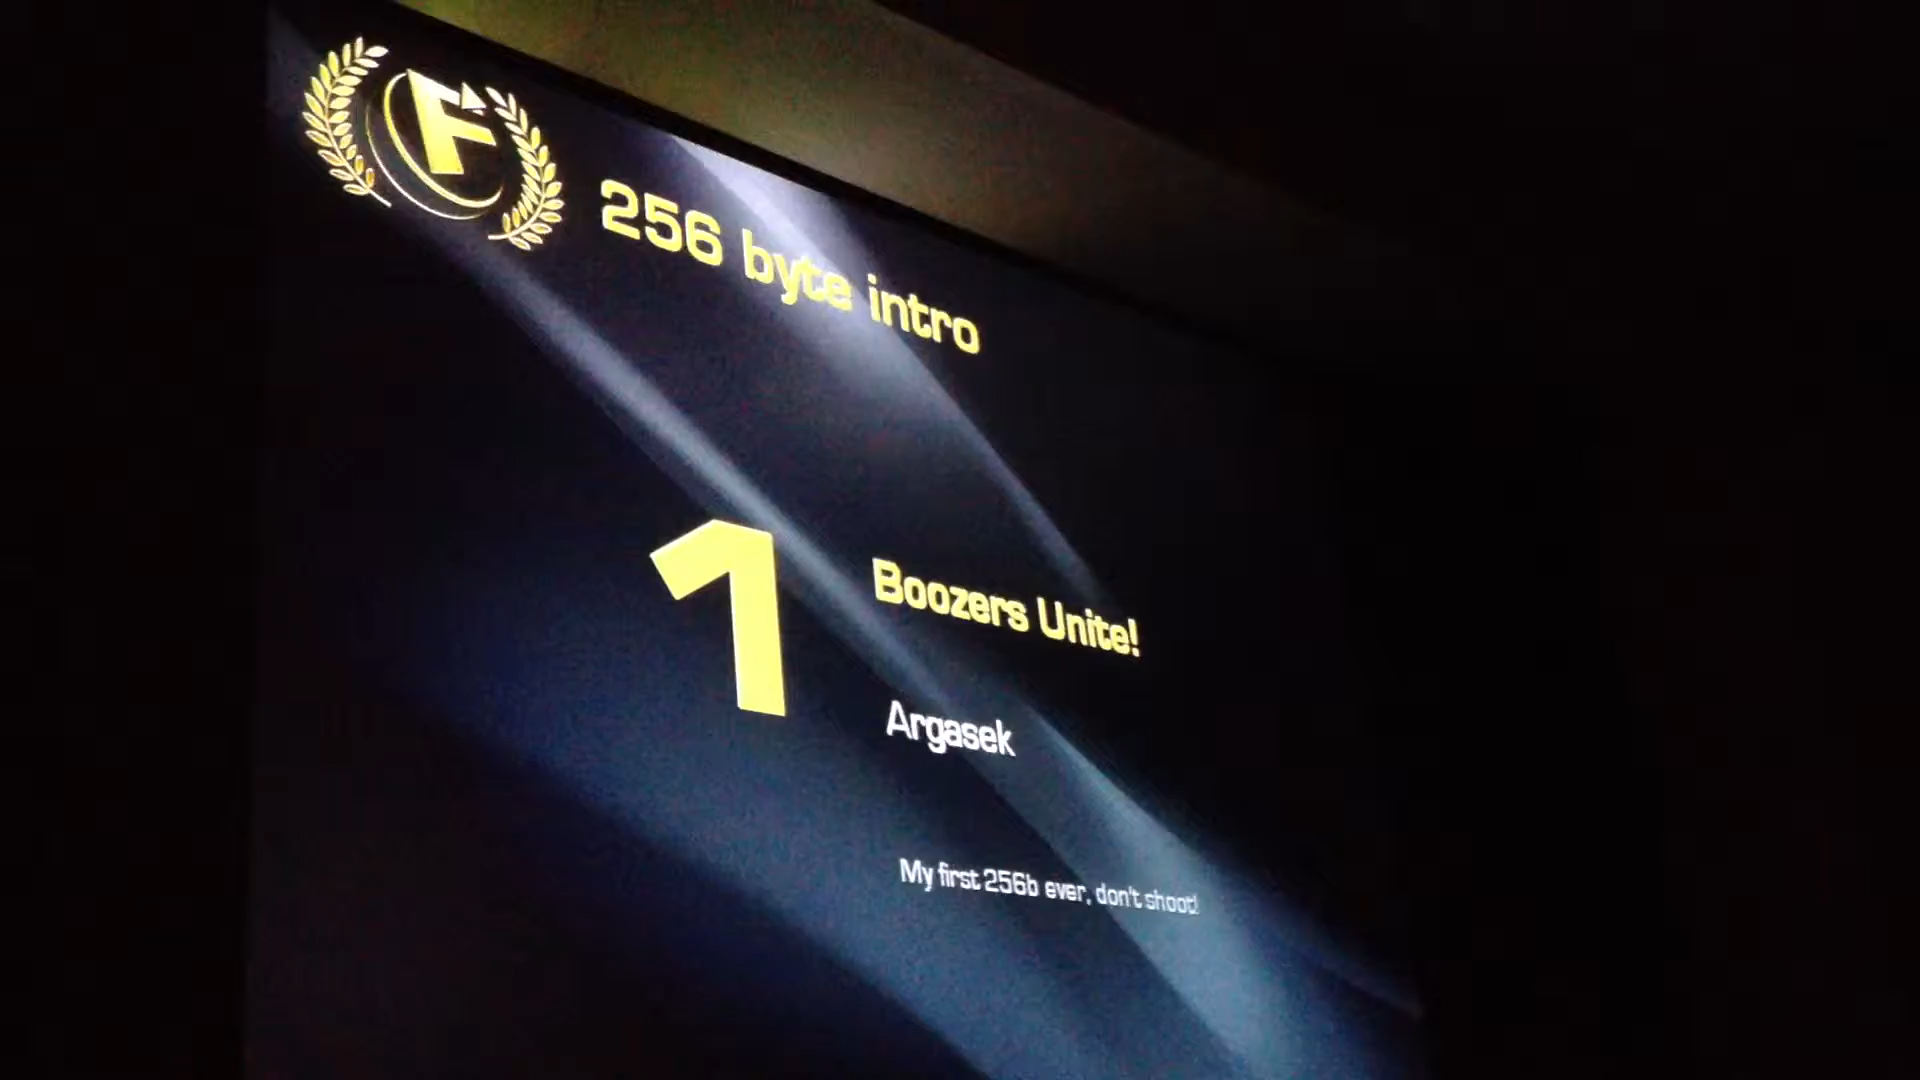 F
256 byte intro
1
Boozers Unite!
Argasek
My first 256b ever, don't shoot!